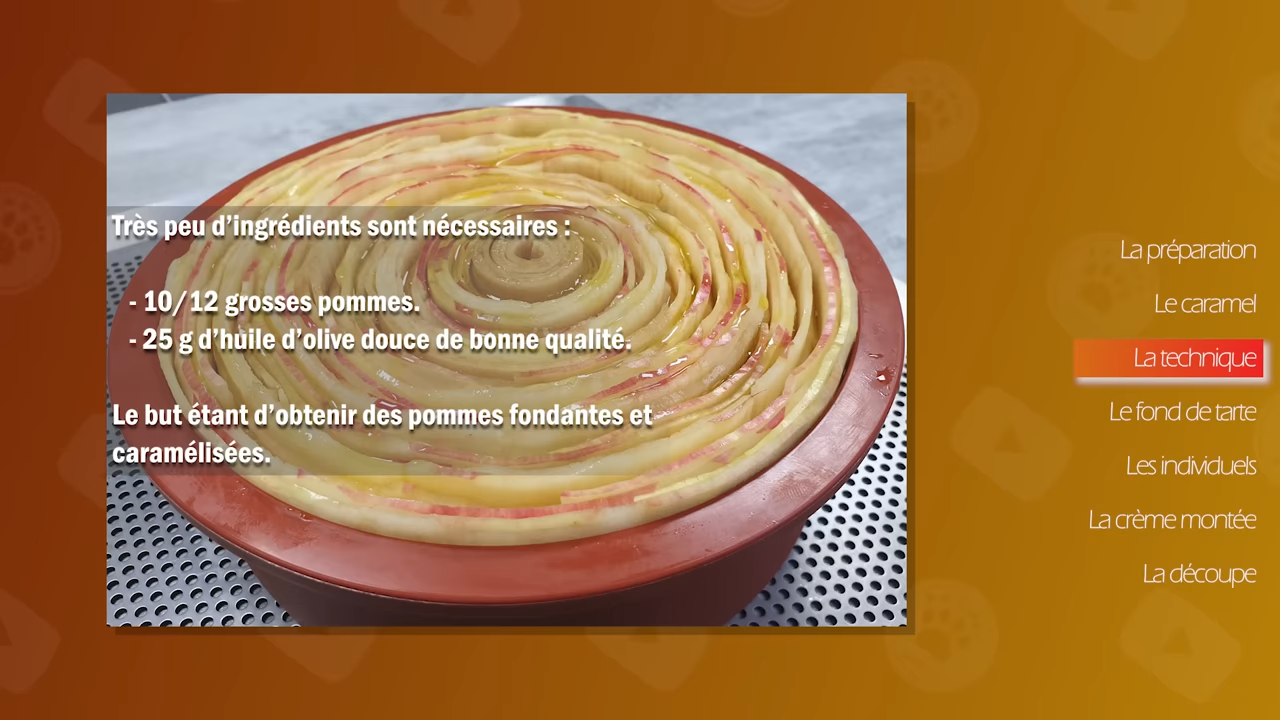 Très peu d’ingrédients sont nécessaires :
- 10/12 grosses pommes.
- 25 g d’huile d’olive douce de bonne qualité.
Le but étant d’obtenir des pommes fondantes et
caramélisées.
La préparation
Le caramel
La technique
Le fond de tarte
Les individuels
La crème montée
La découpe